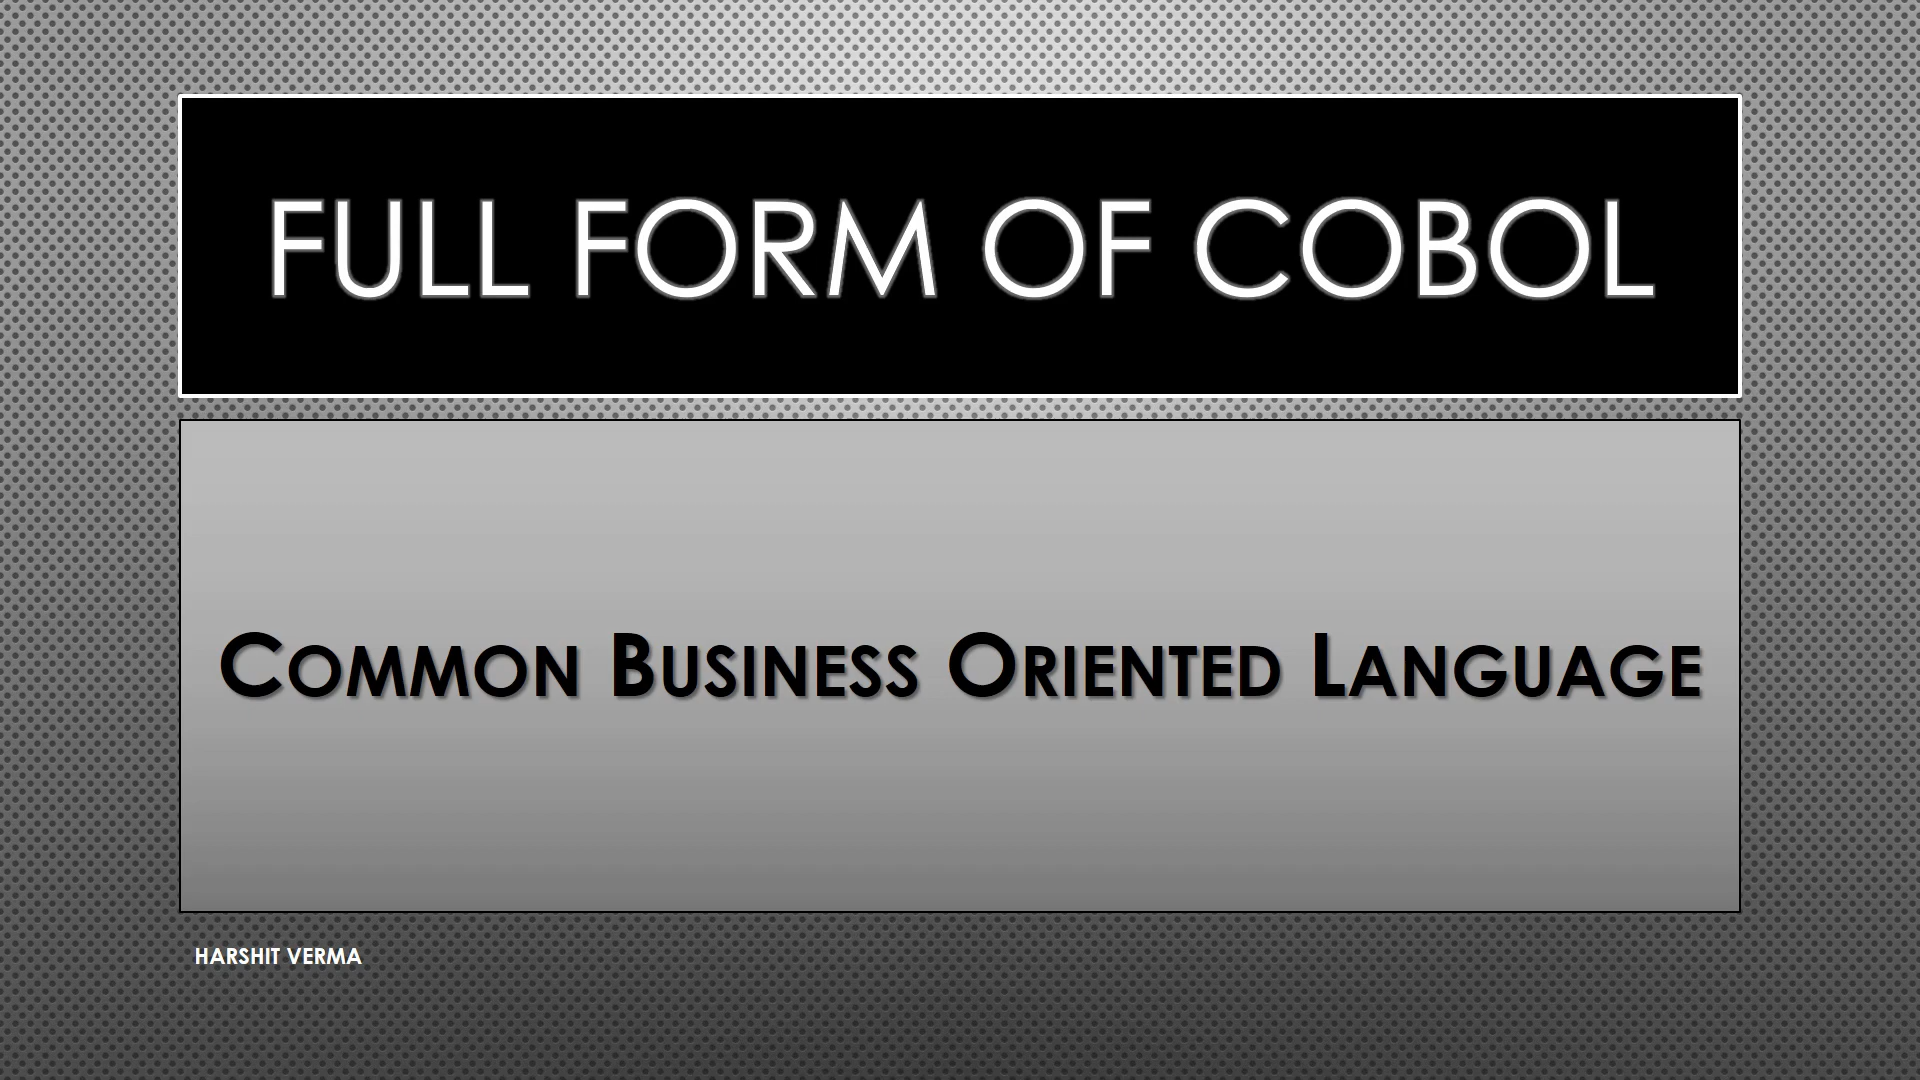 FULL FORM OF COBOL
Common Business Oriented Language
HARSHIT VERMA